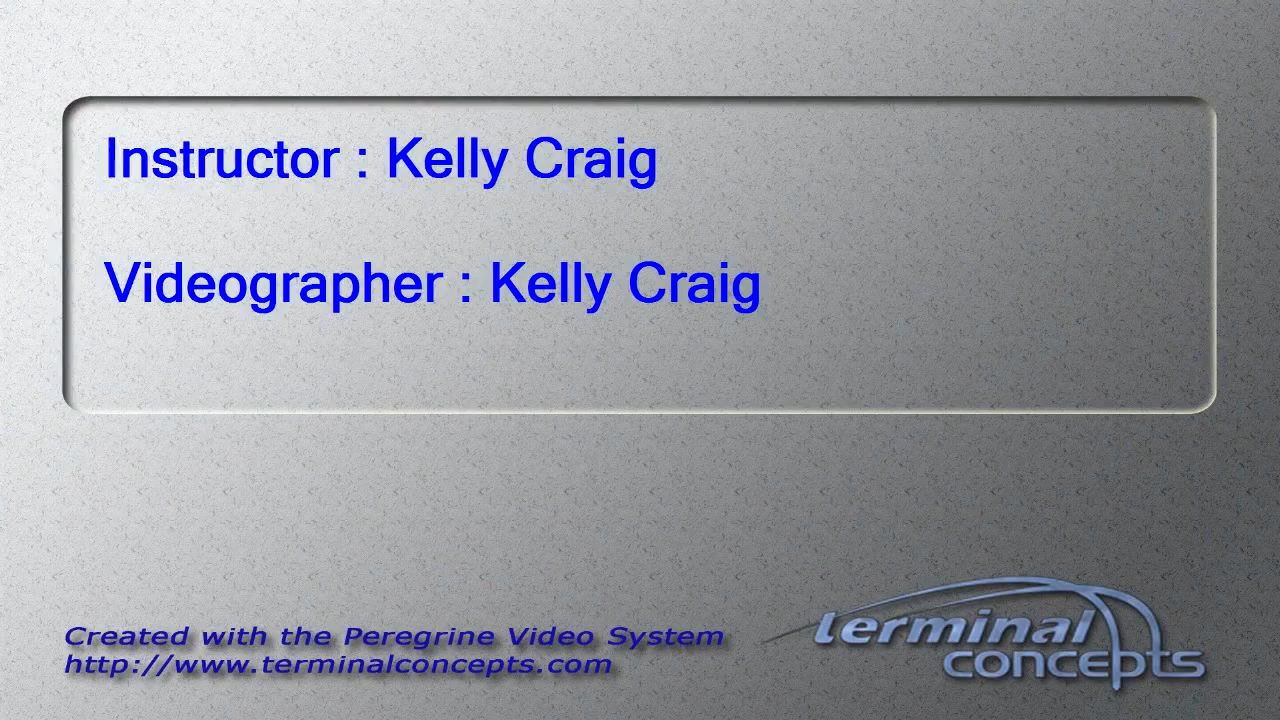 Instructor : Kelly Craig
Videographer : Kelly Craig
Created with the Peregrine Video System
http://www.terminalconcepts.com
terminal
concepts